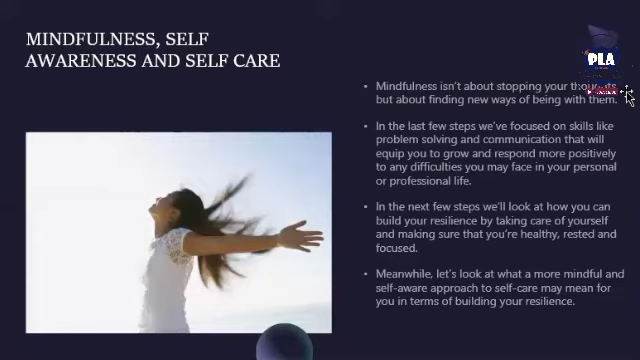 MINDFULNESS, SELF
AWARENESS AND SELF CARE
PLA
• Mindfulness isn't about stopping your thoughts,
but about finding new ways of being with them.
• In the last few steps we've focused on skills like
problem solving and communication that will
equip you to grow and respond more positively
to any difficulties you may face in your personal
or professional life.
• In the next few steps we'll look at how you can
build your resilience by taking care of yourself
and making sure that you're healthy, rested and
focused.
• Meanwhile, let's look at what a more mindful and
self-aware approach to self-care may mean for
you in terms of building your resilience.